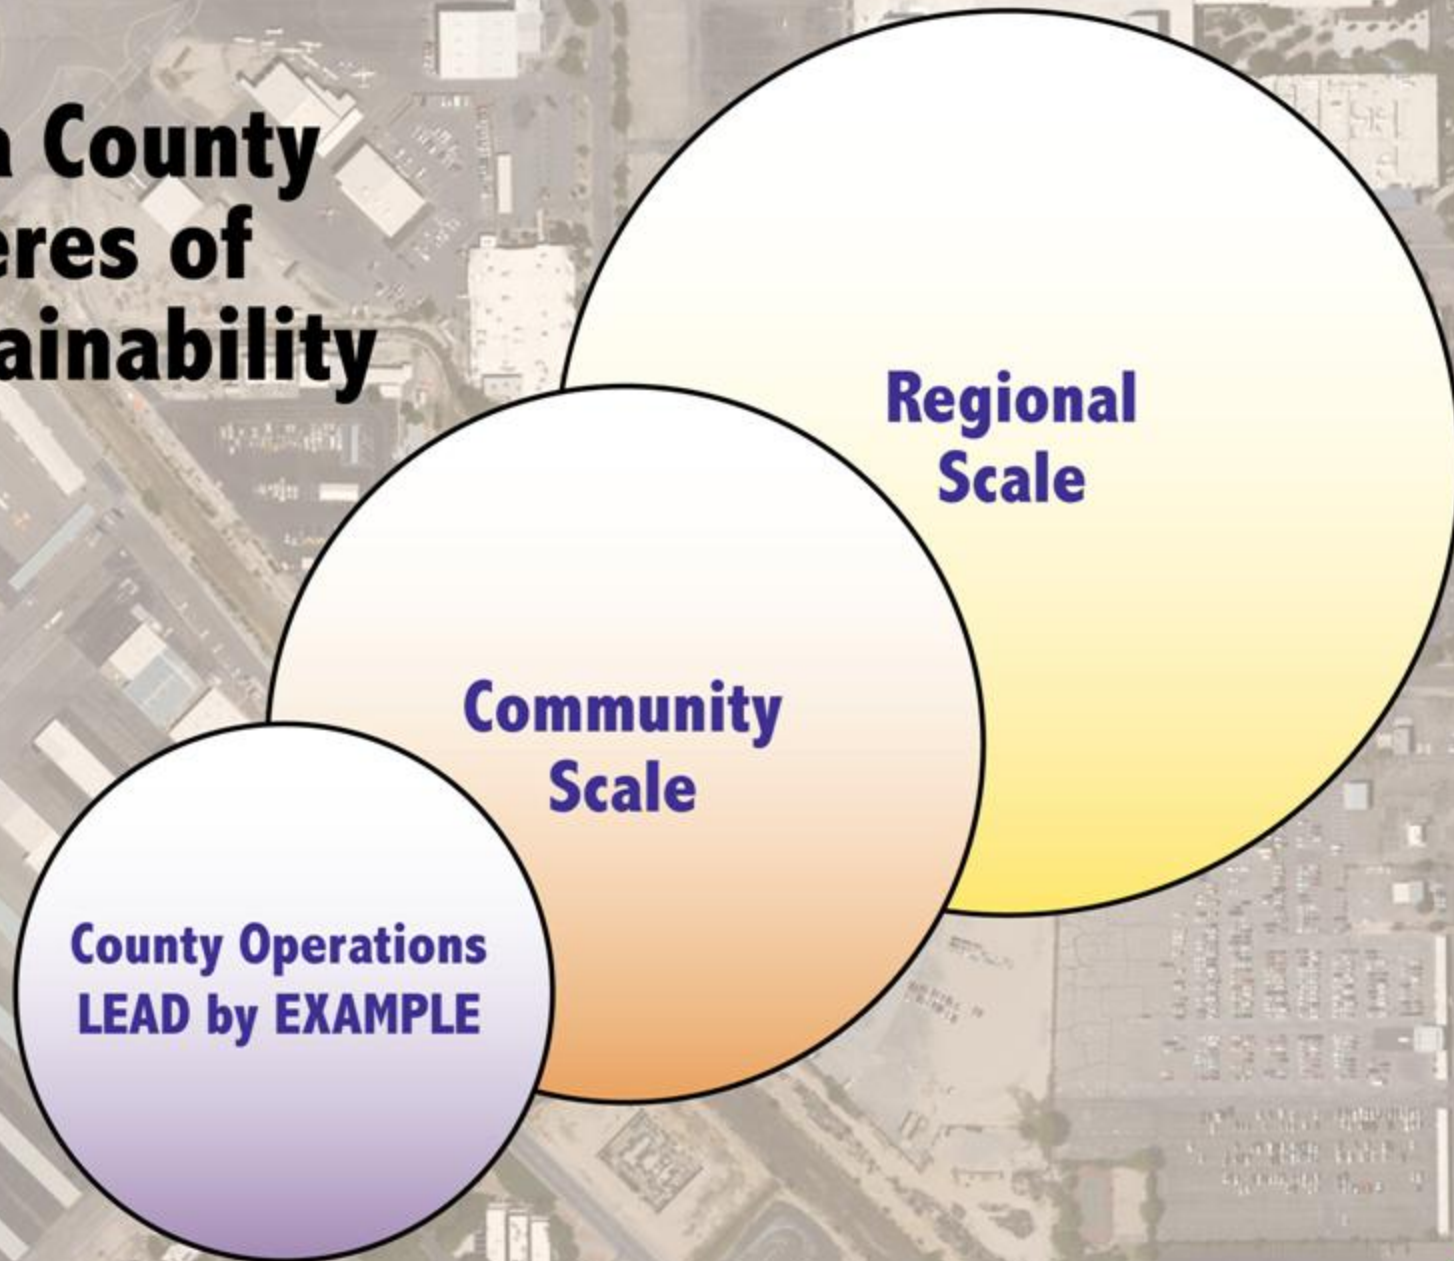 a County
eres of
ainability
Regional
Scale
Community
Scale
County Operations
LEAD by EXAMPLE